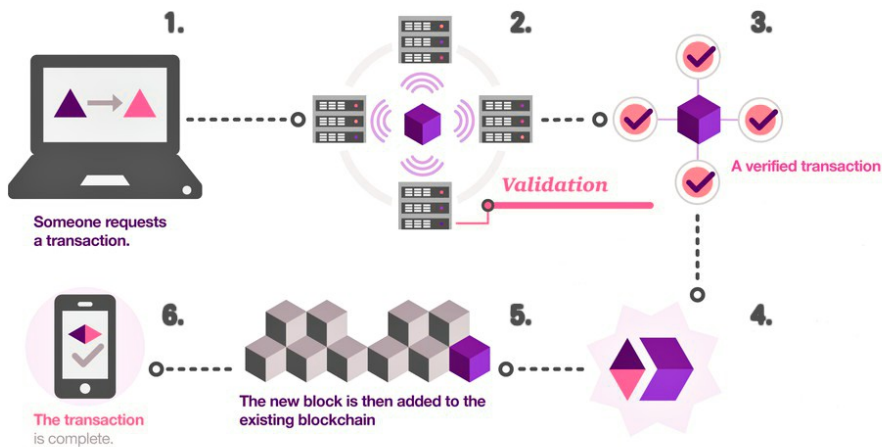 1.
2.
3.
Someone requests
a transaction.
Validation
A verified transaction
6.
5.
4.
The transaction
is complete.
The new block is then added to the
existing blockchain